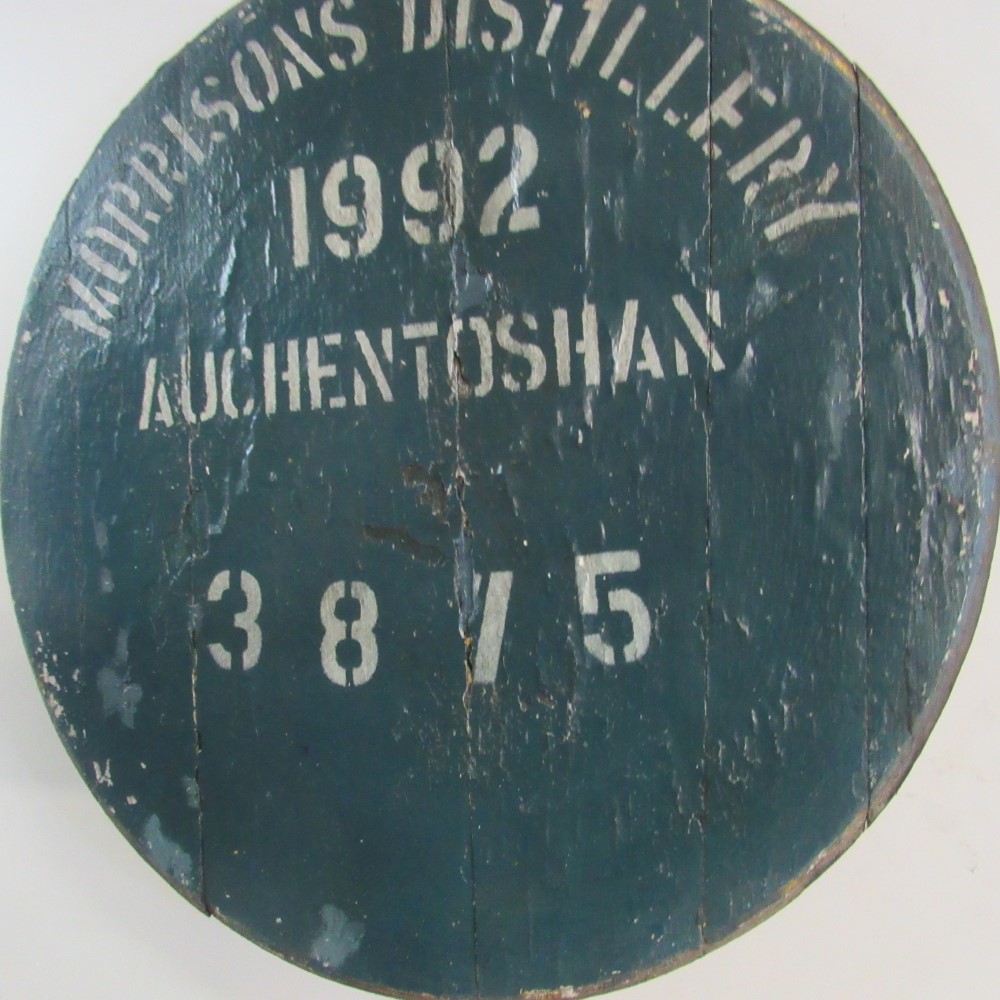 MORRISONS DISTILLERY
1992
AUCHENTOSHAN
3875